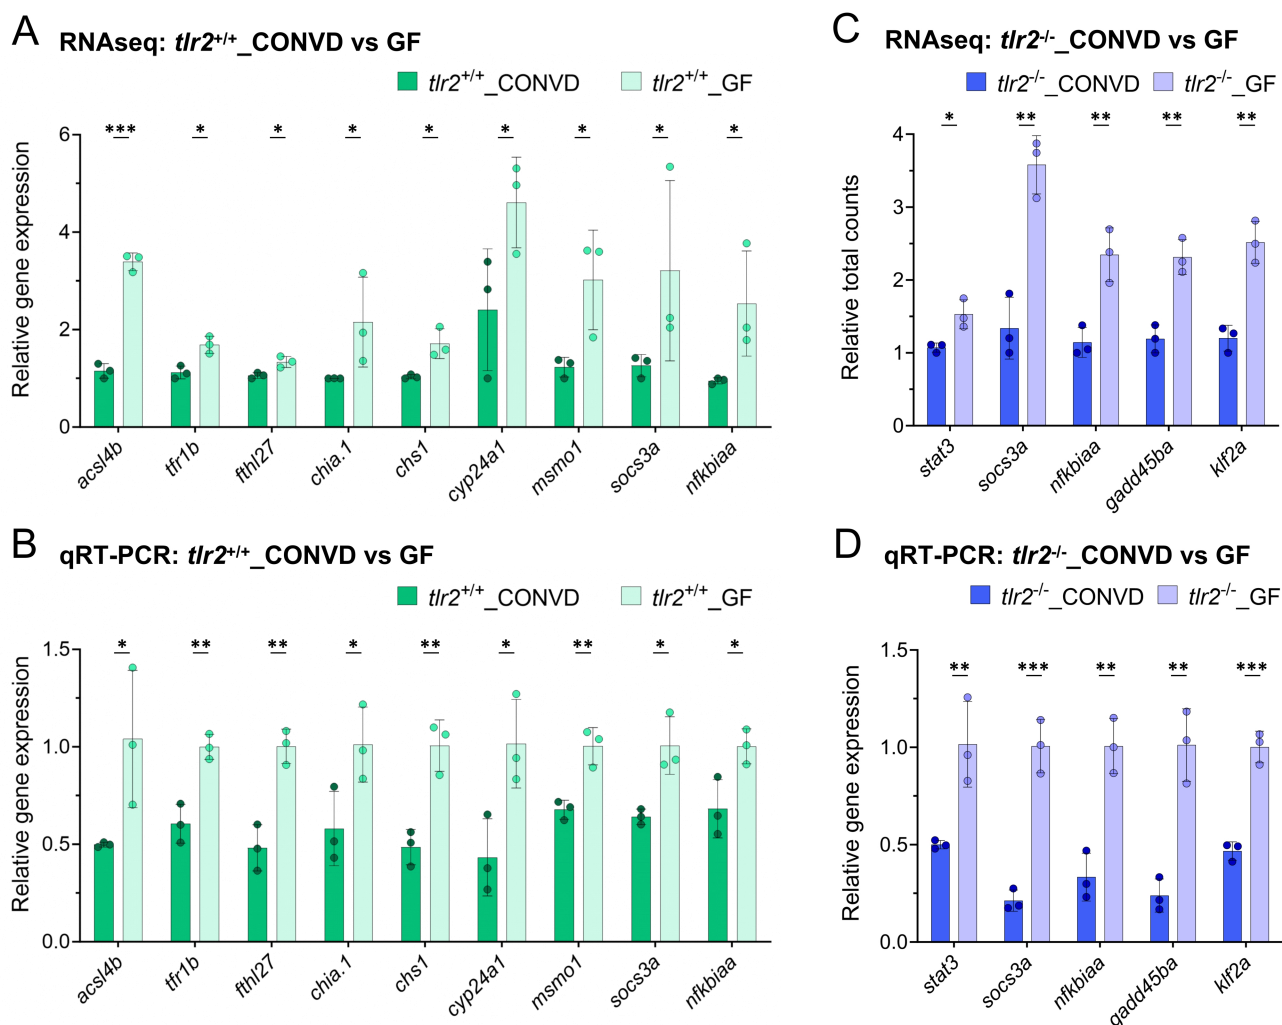 A RNAseq: tlr2+/+_CONVD vs GF
tlr2+/+_CONVD tlr2+/+_GF
*** * * * * * * * *
Relative gene expression
6
4
2
0
acsl4b tfr1b fthl27 chia.1 chs1 cyp24a1 msmo1 socs3a nfkbiaa
B qRT-PCR: tlr2+/+_CONVD vs GF
tlr2+/+_CONVD tlr2+/+_GF
* ** ** * ** * ** * *
Relative gene expression
1.5
1.0
0.5
0.0
acsl4b tfr1b fthl27 chia.1 chs1 cyp24a1 msmo1 socs3a nfkbiaa
C RNAseq: tlr2-/-_CONVD vs GF
tlr2-/-_CONVD tlr2-/-_GF
* ** ** ** **
Relative total counts
4
3
2
1
0
stat3 socs3a nfkbiaa gadd45ba klf2a
D qRT-PCR: tlr2-/-_CONVD vs GF
tlr2-/-_CONVD tlr2-/-_GF
** *** ** ** ***
Relative gene expression
1.5
1.0
0.5
0.0
stat3 socs3a nfkbiaa gadd45ba klf2a